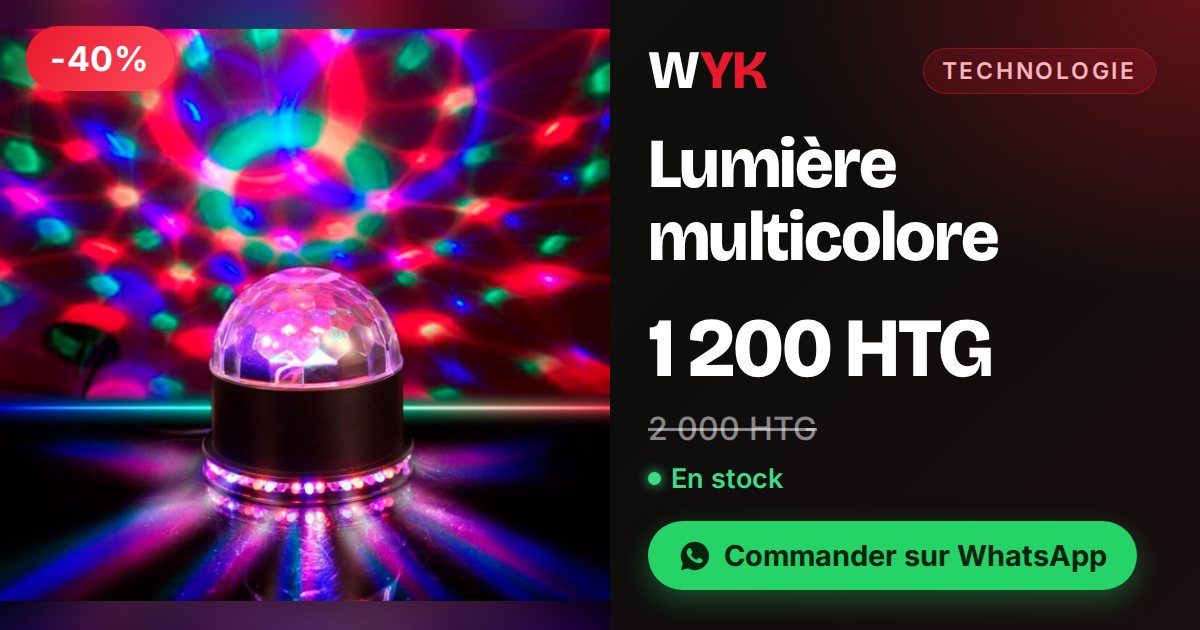 -40%
WYK
TECHNOLOGIE
Lumière
multicolore
1 200 HTG
2 000 HTG
En stock
Commander sur WhatsApp